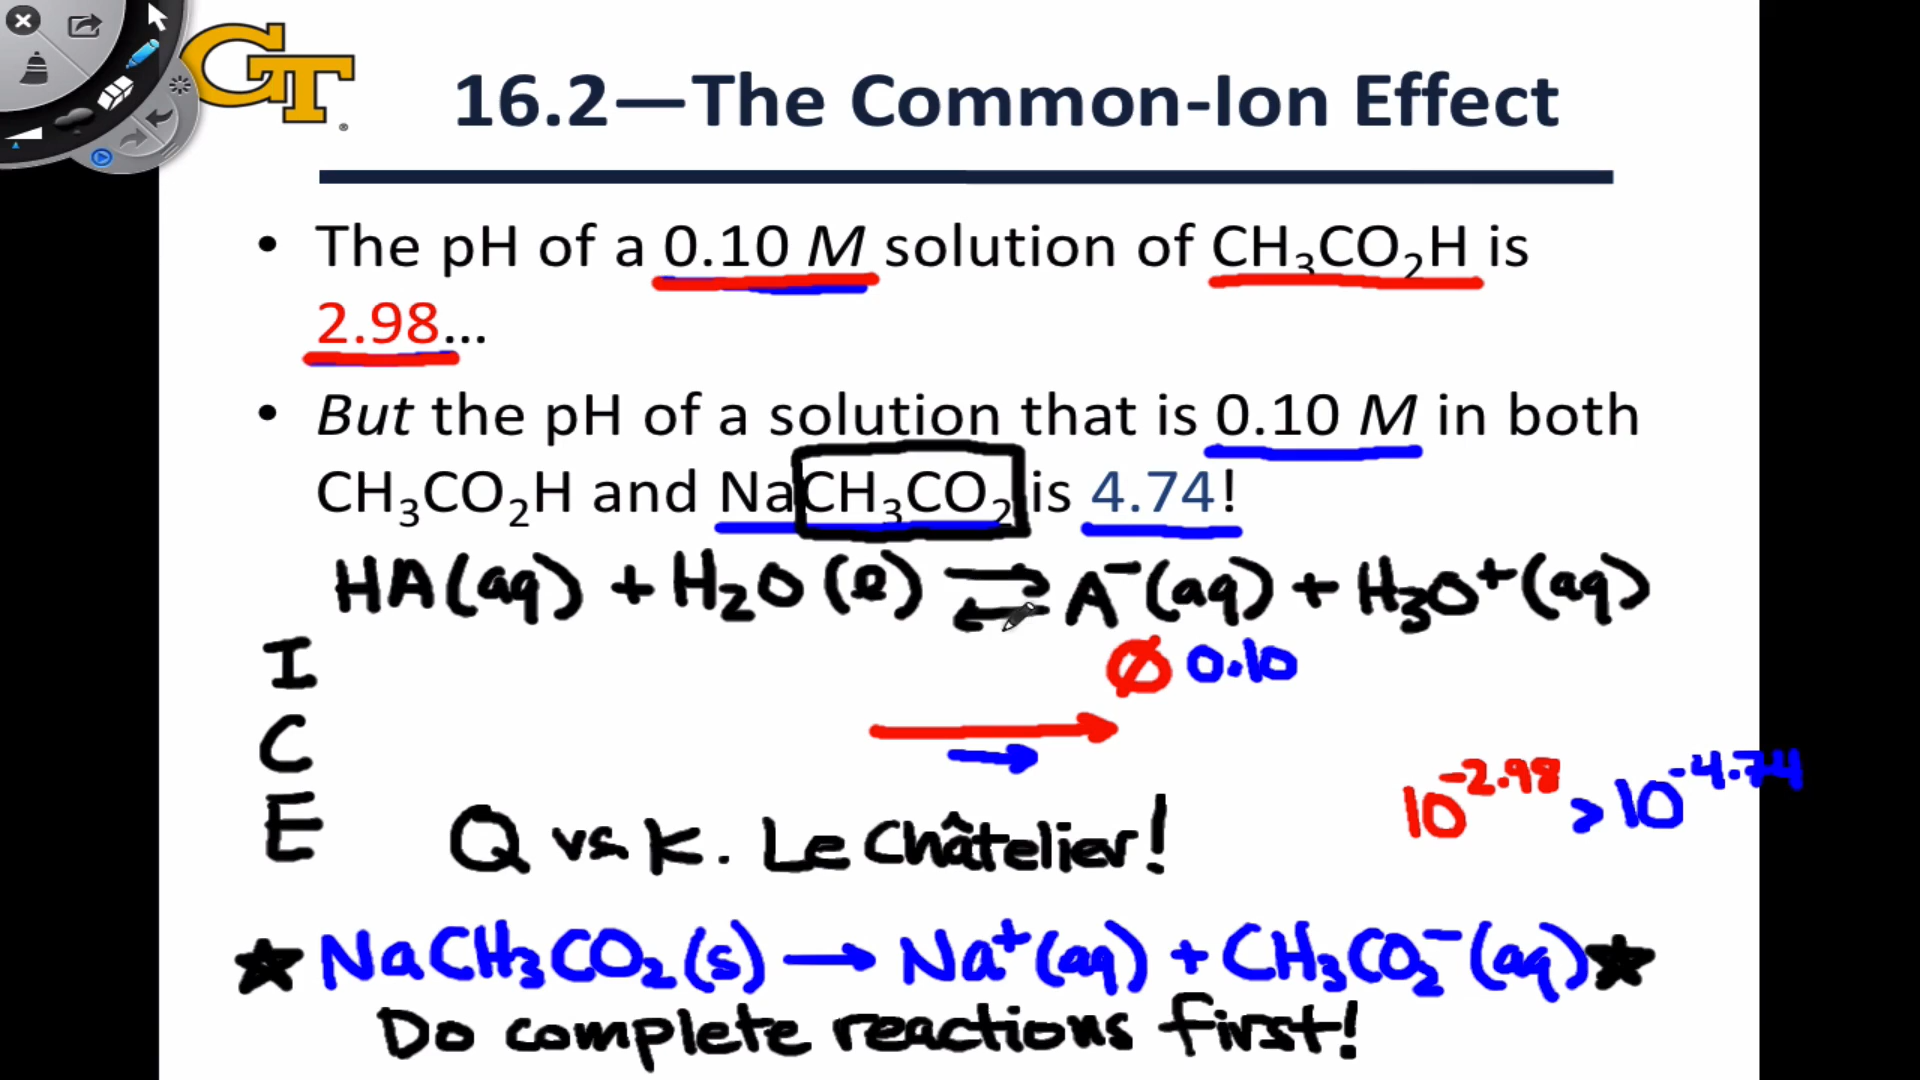 GT
16.2—The Common-Ion Effect
• The pH of a 0.10 M solution of CH₃CO₂H is
2.98…
• But the pH of a solution that is 0.10 M in both
CH₃CO₂H and NaCH₃CO₂ is 4.74!
HA(aq) + H₂O(l) ⇌ A⁻(aq) + H₃O⁺(aq)
I ∅ 0.10
C
10^-2.98 > 10^-4.74
E Q vs K. Le Châtelier!
★ NaCH₃CO₂(s) → Na⁺(aq) + CH₃CO₂⁻(aq) ★
Do complete reactions first!